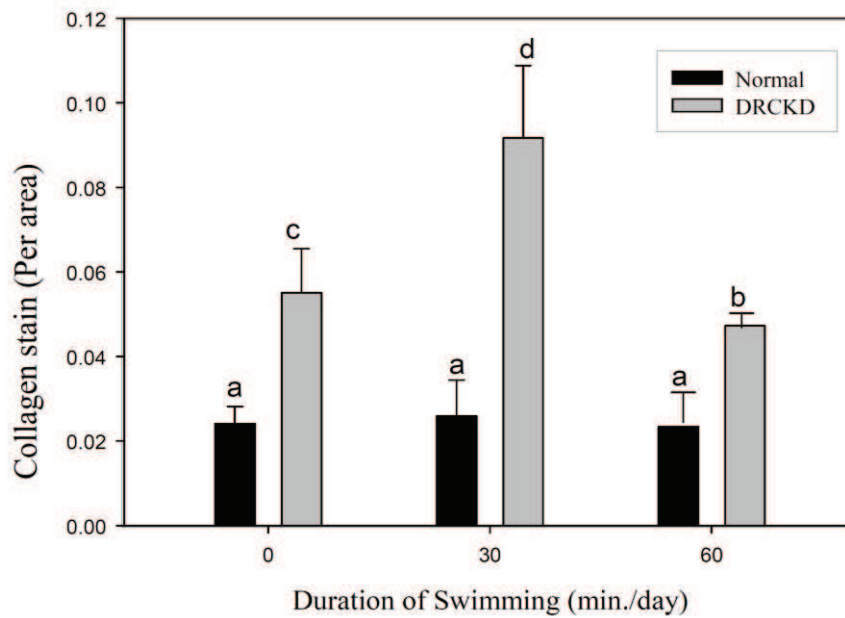 0.12
0.10
0.08
0.06
0.04
0.02
0.00
Collagen stain (Per area)
Normal
DRCKD
a
c
a
d
a
b
0
30
60
Duration of Swimming (min./day)